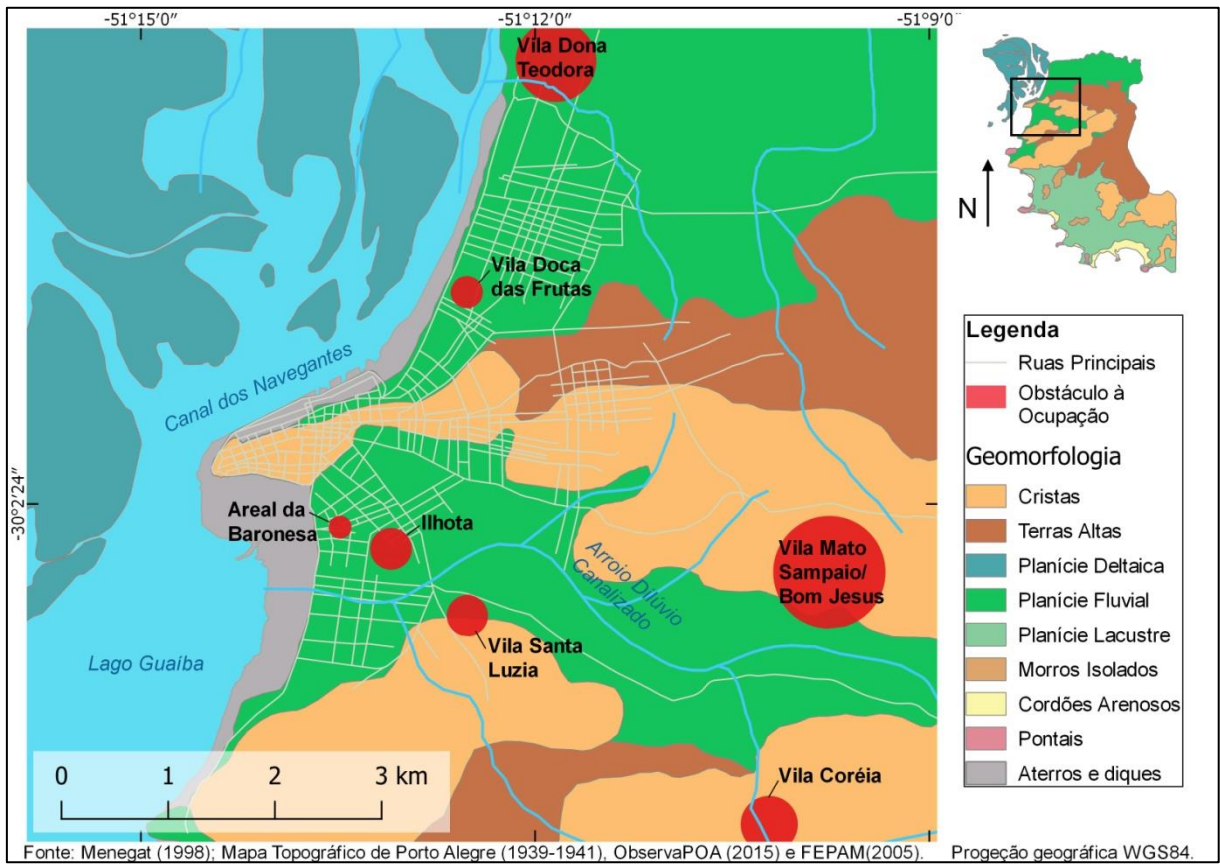 -51°15'0"
-51°12'0"
-51°9'0"
Vila Dona
Teodora
N
Vila Doca
das Frutas
Canal dos Navegantes
-30°2'24"
Areal da
Baronesa
Ilhota
Arroio Dilúvio
Canalizado
Vila Mato
Sampaio/
Bom Jesus
Vila Santa
Luzia
Lago Guaíba
Vila Coréia
0 1 2 3 km
Legenda
Ruas Principais
Obstáculo à
Ocupação
Geomorfologia
Cristas
Terras Altas
Planície Deltaica
Planície Fluvial
Planície Lacustre
Morros Isolados
Cordões Arenosos
Pontais
Aterros e diques
Fonte: Menegat (1998); Mapa Topográfico de Porto Alegre (1939-1941), ObservaPOA (2015) e FEPAM(2005). Progeção geográfica WGS84.